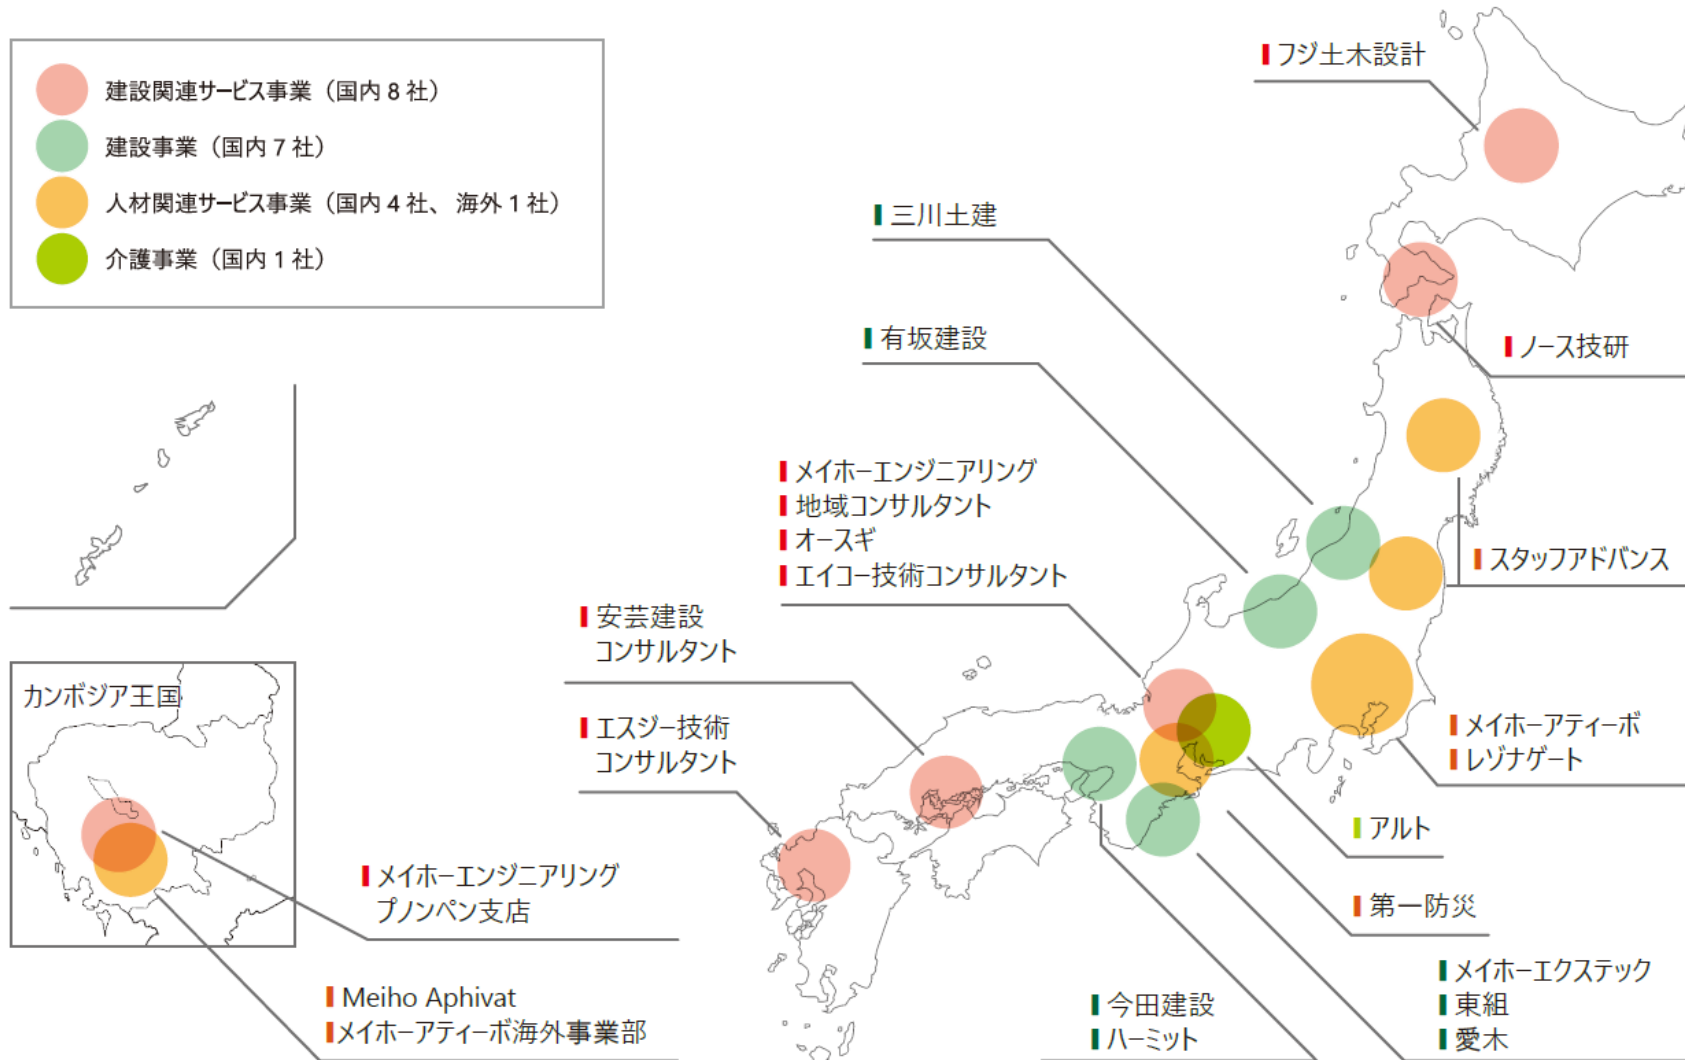 建設関連サービス事業（国内 8 社）
建設事業（国内 7 社）
人材関連サービス事業（国内 4 社、 海外 1 社）
介護事業（国内 1 社）
フジ土木設計
三川土建
有坂建設
ノース技研
メイホーエンジニアリング
地域コンサルタント
オースギ
エイコー技術コンサルタント
スタッフアドバンス
安芸建設
コンサルタント
エスジー技術
コンサルタント
カンボジア王国
メイホーアティーボ
レゾナゲート
アルト
メイホーエンジニアリング
プノンペン支店
第一防災
Meiho Aphivat
メイホーアティーボ海外事業部
今田建設
ハーミット
メイホーエクステック
東組
愛木